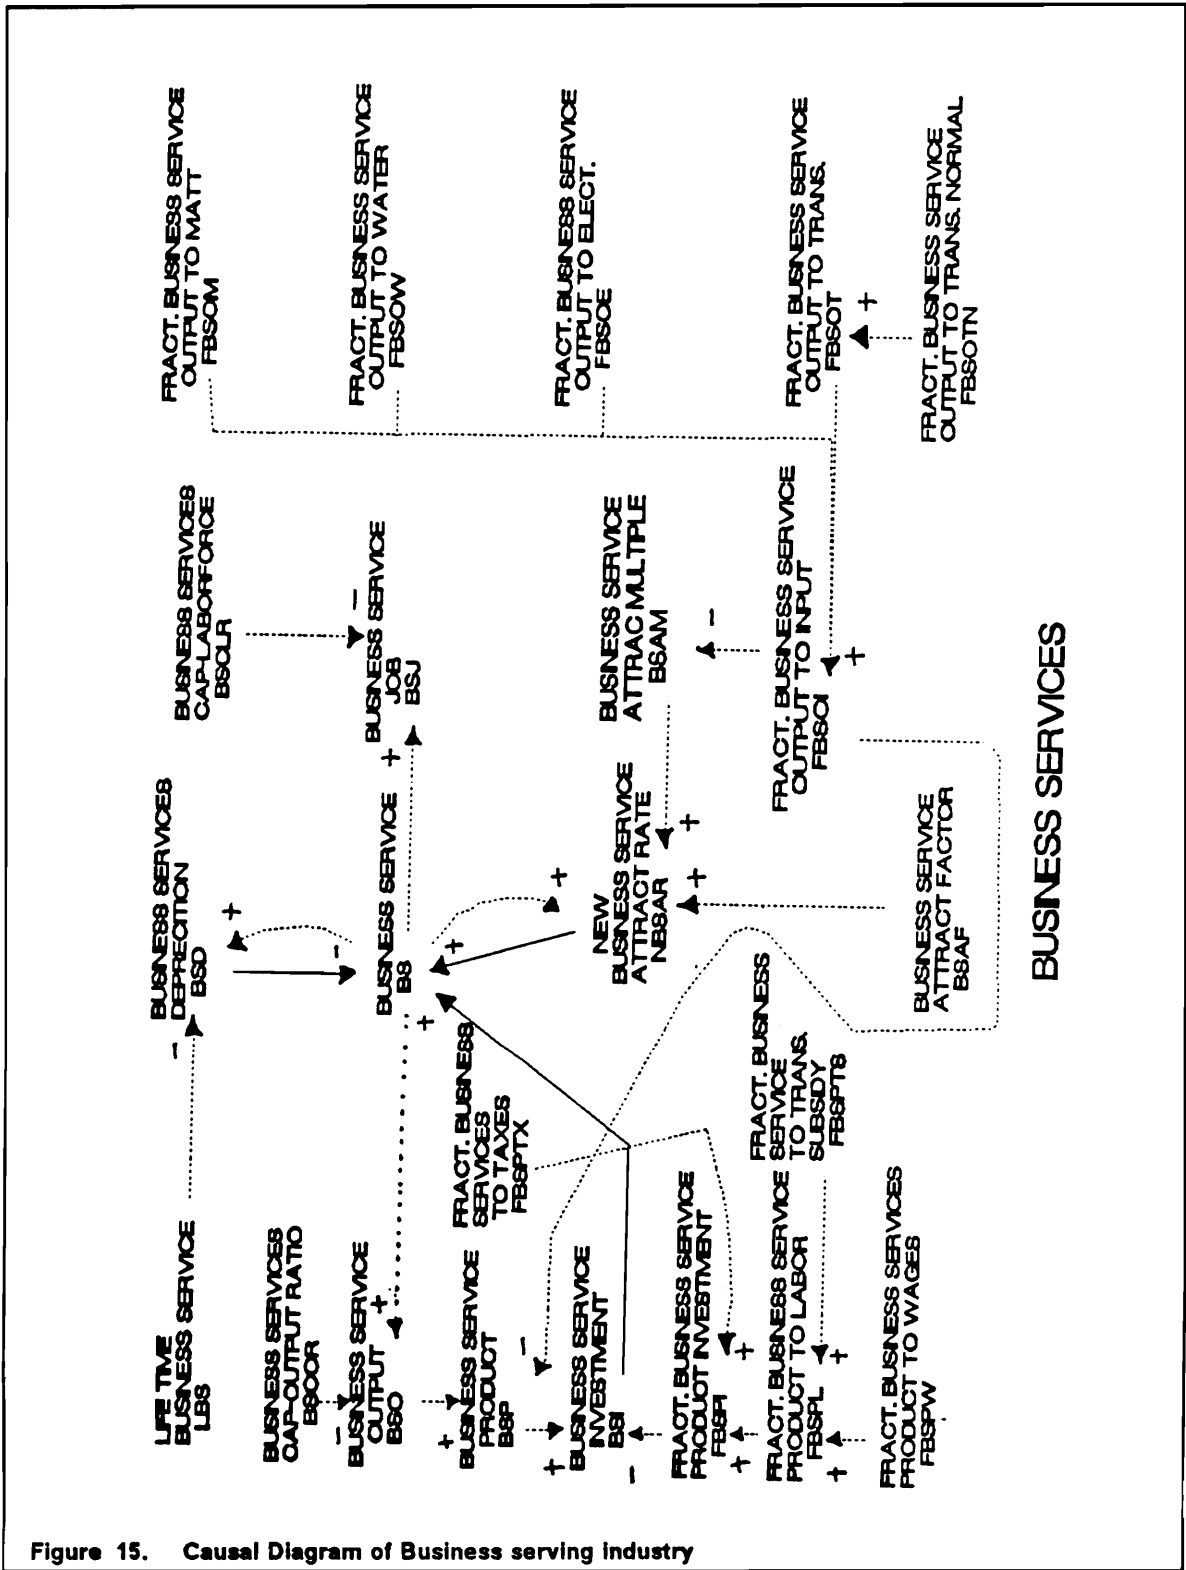 LIFE TIME
BUSINESS SERVICE
LBS
BUSINESS SERVICES
DEPRECITION
BSD
BUSINESS SERVICES
CAP-LABORFORCE
BSCLR
FRACT. BUSINESS SERVICE
OUTPUT TO MATT
FBSOM
BUSINESS SERVICES
CAP-OUTPUT RATIO
BSCOR
BUSINESS SERVICE
OUTPUT
BSO
BUSINESS SERVICE
BS
BUSINESS SERVICE
JOB
BSJ
FRACT. BUSINESS SERVICE
OUTPUT TO WATER
FBSOW
BUSINESS SERVICE
PRODUCT
BSP
FRACT. BUSINESS
SERVICES
TO TAXES
FBSPTX
BUSINESS SERVICE
INVESTMENT
BSI
NEW
BUSINESS SERVICE
ATTRACT RATE
NBSAR
BUSINESS SERVICE
ATTRAC MULTIPLE
BSAM
FRACT. BUSINESS SERVICE
OUTPUT TO ELECT.
FBSOE
FRACT. BUSINESS SERVICE
PRODUCT INVESTMENT
FBSPI
FRACT. BUSINESS SERVICE
PRODUCT TO LABOR
FBSPL
FRACT. BUSINESS
SERVICE
TO TRANS.
SUBSIDY
FBSPTS
FRACT. BUSINESS SERVICE
OUTPUT TO INPUT
FBSOI
FRACT. BUSINESS SERVICE
OUTPUT TO TRANS.
FBSOT
FRACT. BUSINESS SERVICES
PRODUCT TO WAGES
FBSPW
BUSINESS SERVICE
ATTRACT FACTOR
BSAF
FRACT. BUSINESS SERVICE
OUTPUT TO TRANS. NORMAL
FBSOTN
BUSINESS SERVICES
Figure 15. Causal Diagram of Business serving industry